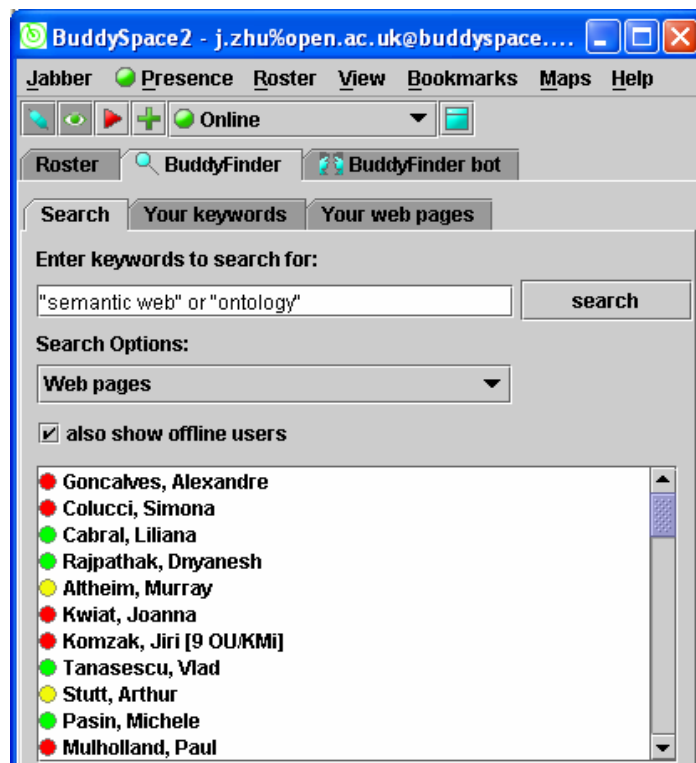 BuddySpace2 - j.zhu%open.ac.uk@buddyspace....
Jabber Presence Roster View Bookmarks Maps Help
Online
Roster BuddyFinder BuddyFinder bot
Search Your keywords Your web pages
Enter keywords to search for:
"semantic web" or "ontology" search
Search Options:
Web pages
also show offline users
Goncalves, Alexandre
Colucci, Simona
Cabral, Liliana
Rajpathak, Dnyanesh
Altheim, Murray
Kwiat, Joanna
Komzak, Jiri [9 OU/KMi]
Tanasescu, Vlad
Stutt, Arthur
Pasin, Michele
Mulholland, Paul